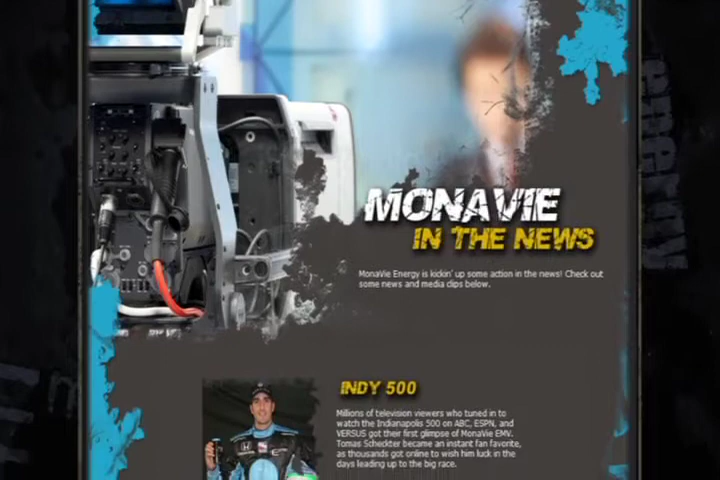 MONAVIE
IN THE NEWS
MonaVie Energy is kickin' up some action in the news! Check out
some news and media clips below.
INDY 500
Millions of television viewers who tuned in to
watch the Indianapolis 500 on ABC, ESPN, and
VERSUS got their first glimpse of MonaVie EMV.
Tomas Scheckter became an instant fan favorite,
as thousands got online to wish him luck in the
days leading up to the big race.
energy